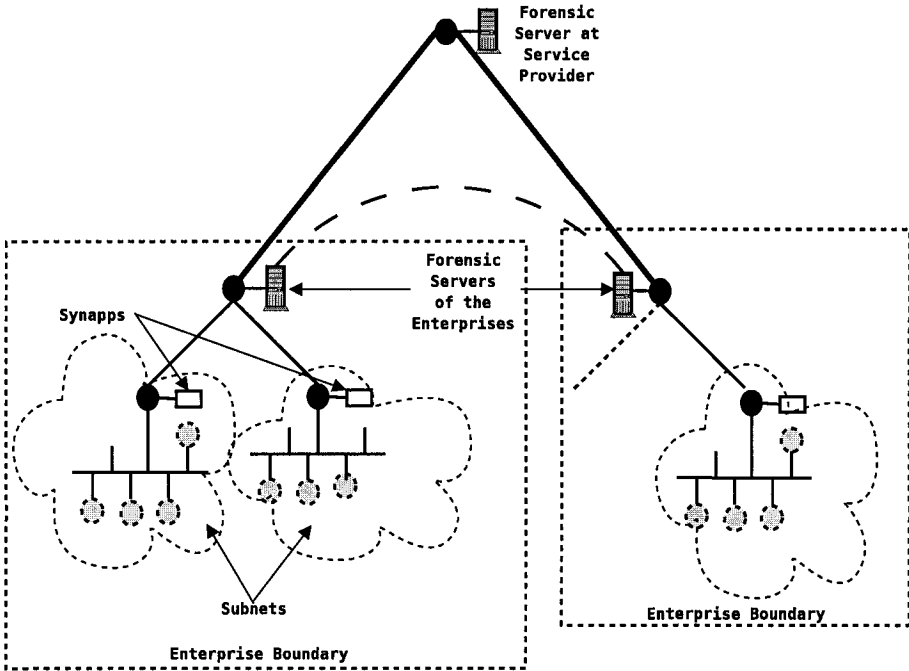 Forensic
Server at
Service
Provider
Forensic
Servers
of the
Enterprises
Synapps
Subnets
Enterprise Boundary
Enterprise Boundary